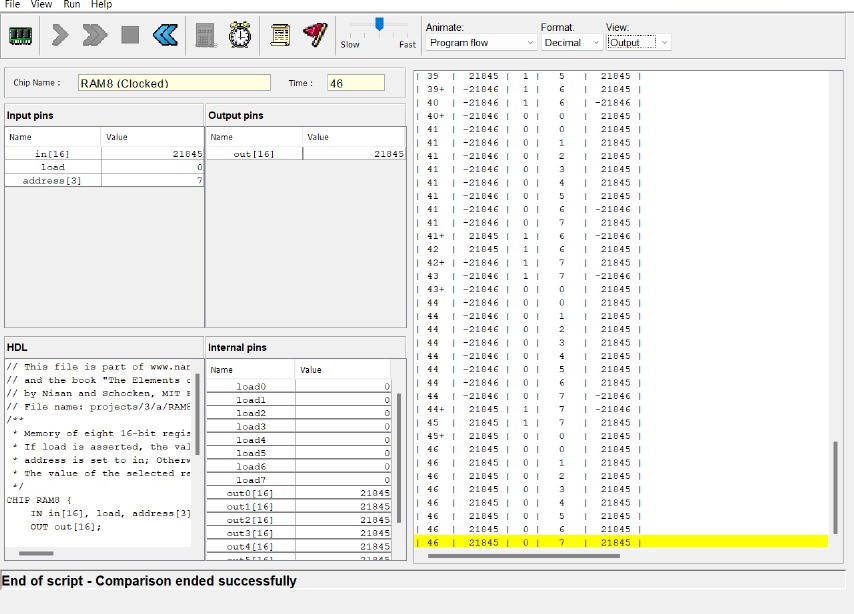 File View Run Help
Slow Fast
Animate: Format: View:
Program flow Decimal Output
Chip Name : RAM8 (Clocked) Time : 46
Input pins
Name Value
in[16] 21845
load 0
address[3] 7
Output pins
Name Value
out[16] 21845
HDL
// This file is part of www.nan
// and the book "The Elements o
// by Nisan and Schocken, MIT P
// File name: projects/3/a/RAM8
/**
* Memory of eight 16-bit regis
* If load is asserted, the val
* address is set to in; Otherw
* The value of the selected re
*/
CHIP RAM8 {
IN in[16], load, address[3]
OUT out[16];
Internal pins
Name Value
load0 0
load1 0
load2 0
load3 0
load4 0
load5 0
load6 0
load7 0
out0[16] 21845
out1[16] 21845
out2[16] 21845
out3[16] 21845
out4[16] 21845
| 39 | 21845 | 1 | 5 | 21845 |
| 39+ | -21846 | 1 | 6 | 21845 |
| 40 | -21846 | 1 | 6 | -21846 |
| 40+ | -21846 | 0 | 0 | 21845 |
| 41 | -21846 | 0 | 0 | 21845 |
| 41 | -21846 | 0 | 1 | 21845 |
| 41 | -21846 | 0 | 2 | 21845 |
| 41 | -21846 | 0 | 3 | 21845 |
| 41 | -21846 | 0 | 4 | 21845 |
| 41 | -21846 | 0 | 5 | 21845 |
| 41 | -21846 | 0 | 6 | -21846 |
| 41 | -21846 | 0 | 7 | 21845 |
| 41+ | 21845 | 1 | 6 | -21846 |
| 42 | 21845 | 1 | 6 | 21845 |
| 42+ | -21846 | 1 | 7 | 21845 |
| 43 | -21846 | 1 | 7 | -21846 |
| 43+ | -21846 | 0 | 0 | 21845 |
| 44 | -21846 | 0 | 0 | 21845 |
| 44 | -21846 | 0 | 1 | 21845 |
| 44 | -21846 | 0 | 2 | 21845 |
| 44 | -21846 | 0 | 3 | 21845 |
| 44 | -21846 | 0 | 4 | 21845 |
| 44 | -21846 | 0 | 5 | 21845 |
| 44 | -21846 | 0 | 6 | 21845 |
| 44 | -21846 | 0 | 7 | -21846 |
| 44+ | 21845 | 1 | 7 | -21846 |
| 45 | 21845 | 1 | 7 | 21845 |
| 45+ | 21845 | 0 | 0 | 21845 |
| 46 | 21845 | 0 | 0 | 21845 |
| 46 | 21845 | 0 | 1 | 21845 |
| 46 | 21845 | 0 | 2 | 21845 |
| 46 | 21845 | 0 | 3 | 21845 |
| 46 | 21845 | 0 | 4 | 21845 |
| 46 | 21845 | 0 | 5 | 21845 |
| 46 | 21845 | 0 | 6 | 21845 |
| 46 | 21845 | 0 | 7 | 21845 |
End of script - Comparison ended successfully